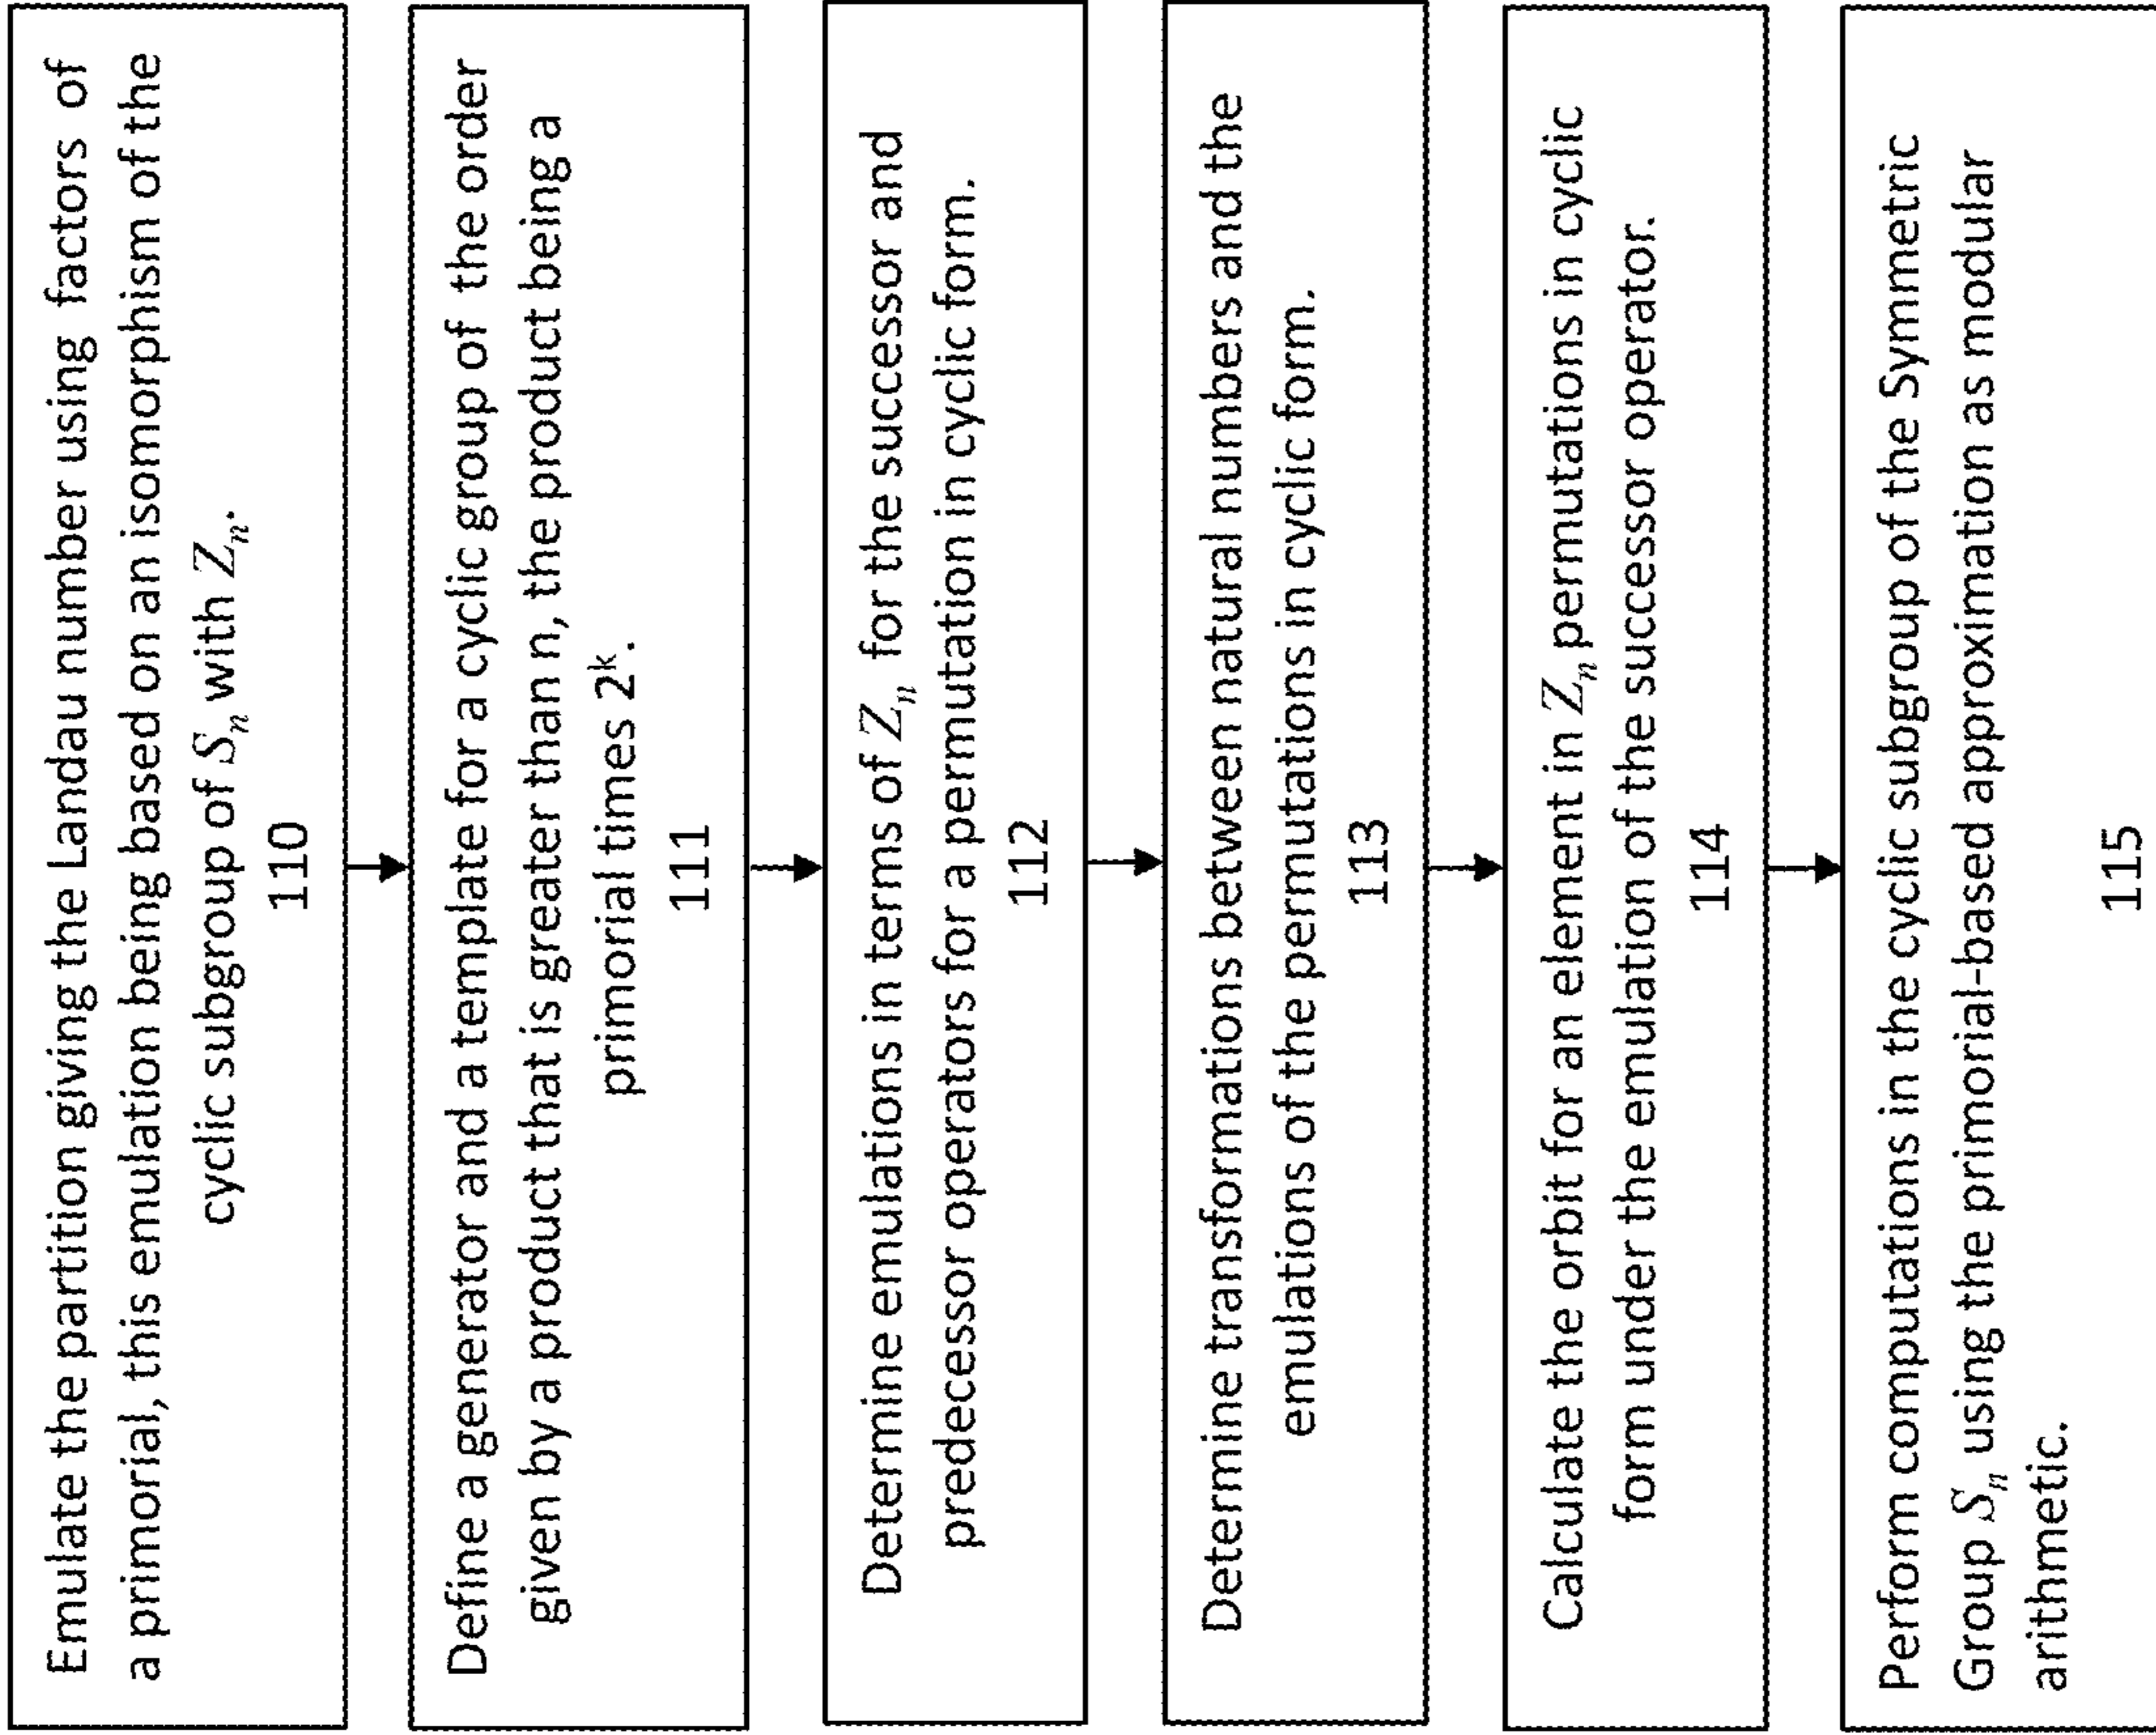 Emulate the partition giving the Landau number using factors of
a primorial, this emulation being based on an isomorphism of the
cyclic subgroup of Sₙ with Zₙ.
110
Define a generator and a template for a cyclic group of the order
given by a product that is greater than n, the product being a
primorial times 2ᵏ.
111
Determine emulations in terms of Zₙ for the successor and
predecessor operators for a permutation in cyclic form.
112
Determine transformations between natural numbers and the
emulations of the permutations in cyclic form.
113
Calculate the orbit for an element in Zₙ permutations in cyclic
form under the emulation of the successor operator.
114
Perform computations in the cyclic subgroup of the Symmetric
Group Sₙ using the primorial-based approximation as modular
arithmetic.
115